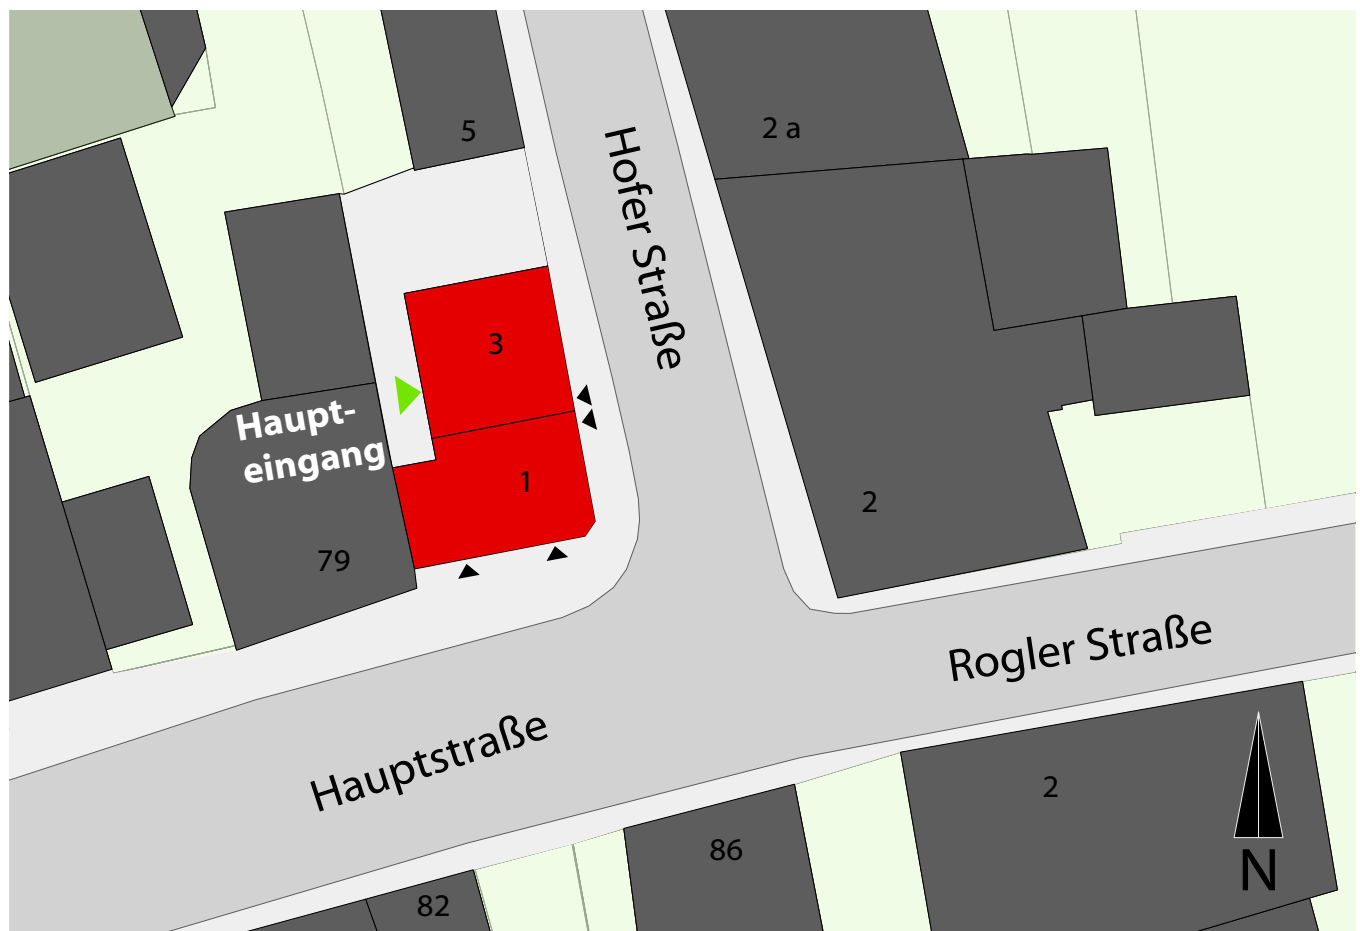 5
2 a
Hofer Straße
3
Haupt-
eingang
1
2
79
Rogler Straße
Hauptstraße
2
86
N
82